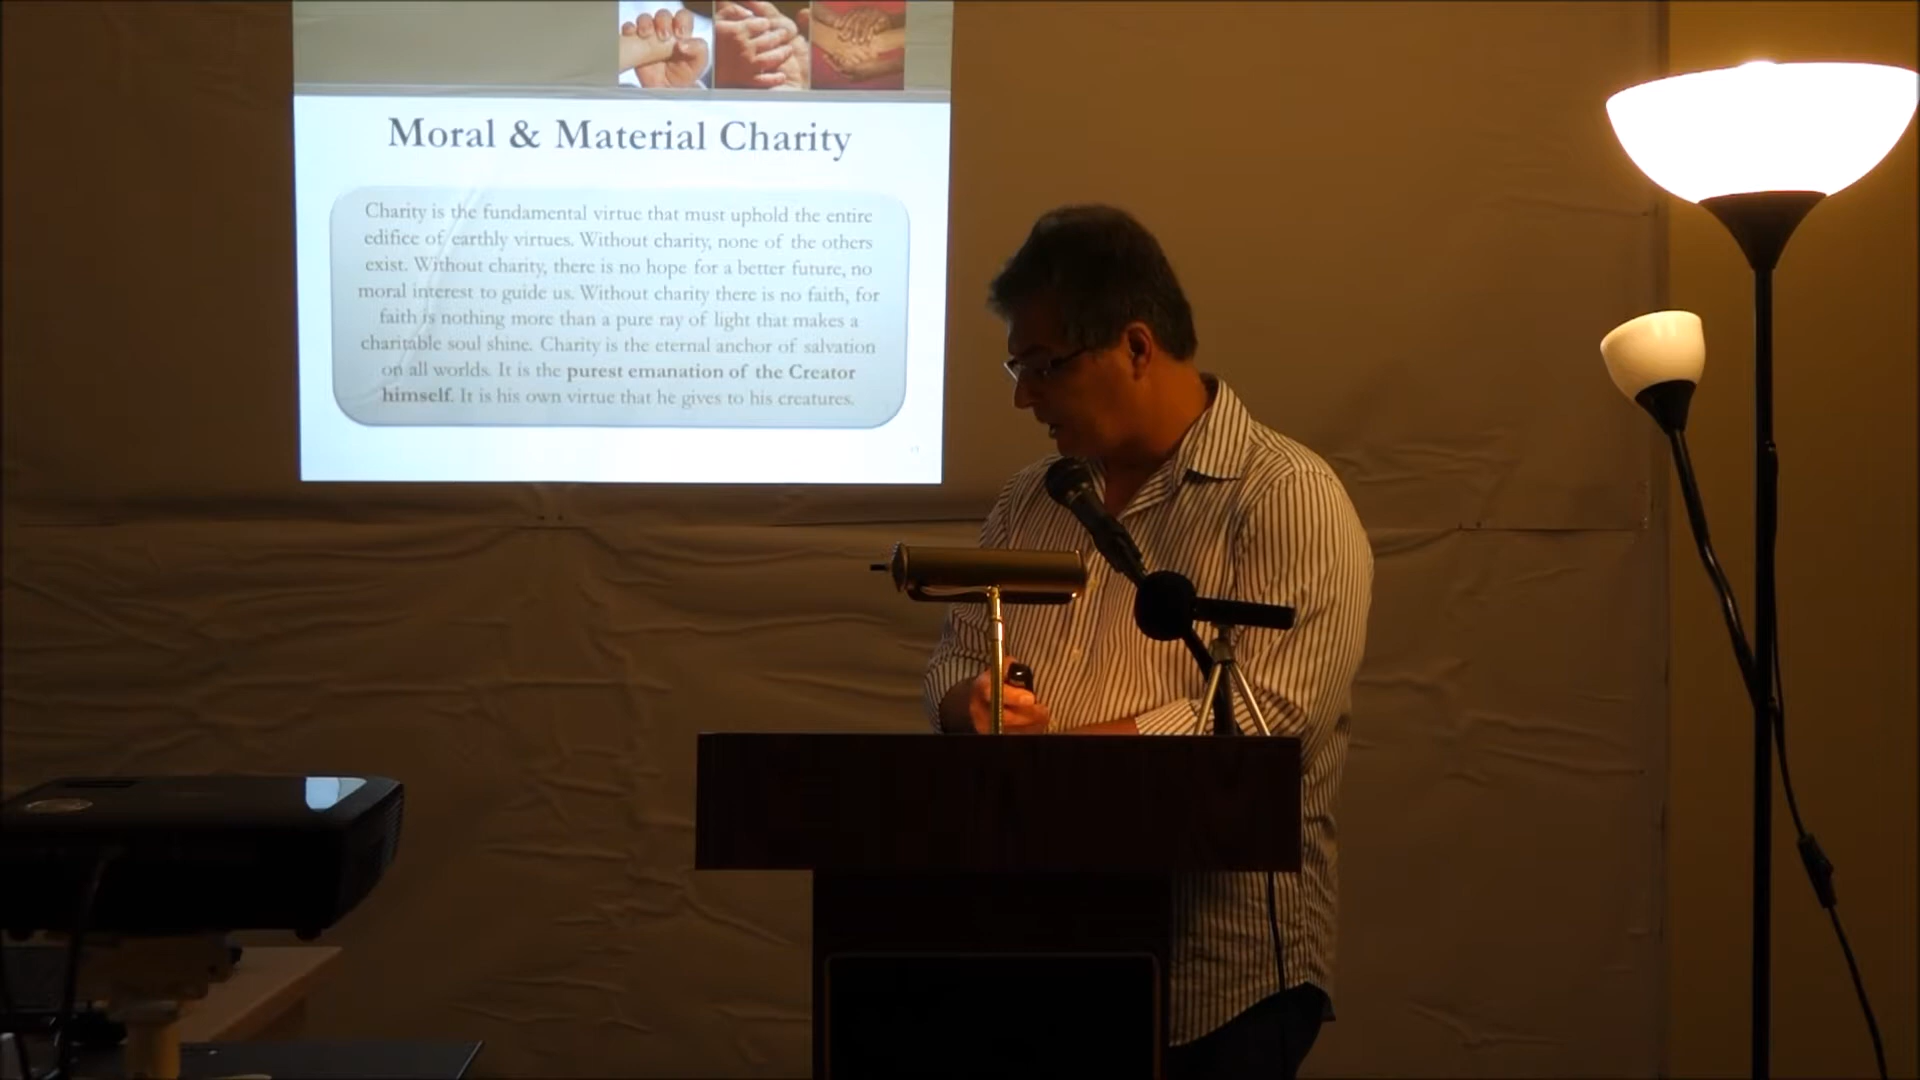 Moral & Material Charity
Charity is the fundamental virtue that must uphold the entire
edifice of earthly virtues. Without charity, none of the others
exist. Without charity, there is no hope for a better future, no
moral interest to guide us. Without charity there is no faith, for
faith is nothing more than a pure ray of light that makes a
charitable soul shine. Charity is the eternal anchor of salvation
on all worlds. It is the purest emanation of the Creator
himself. It is his own virtue that he gives to his creatures.